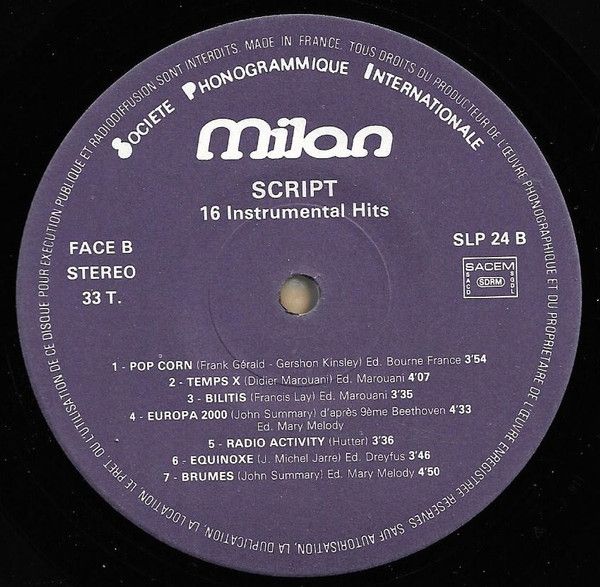 MADE IN FRANCE. TOUS DROITS DU PRODUCTEUR DE L'ŒUVRE PHONOGRAPHIQUE ET DU PROPRIETAIRE DE L'ŒUVRE ENREGISTREE RESERVES. SAUF AUTORISATION, LA DUPLICATION, LA LOCATION, LE PRET OU L'UTILISATION DE CE DISQUE POUR EXECUTION PUBLIQUE ET RADIODIFFUSION SONT INTERDITS.
SOCIETE PHONOGRAMMIQUE INTERNATIONALE
milan
SCRIPT
16 Instrumental Hits
FACE B
STEREO
33 T.
SLP 24 B
SACEM
SACD
SDRM
SGDL
1 - POP CORN (Frank Gérald - Gershon Kinsley) Ed. Bourne France 3'54
2 - TEMPS X (Didier Marouani) Ed. Marouani 4'07
3 - BILITIS (Francis Lay) Ed. Marouani 3'35
4 - EUROPA 2000 (John Summary) d'après 9ème Beethoven 4'33
Ed. Mary Melody
5 - RADIO ACTIVITY (Hutter) 3'36
6 - EQUINOXE (J. Michel Jarre) Ed. Dreyfus 3'46
7 - BRUMES (John Summary) Ed. Mary Melody 4'50